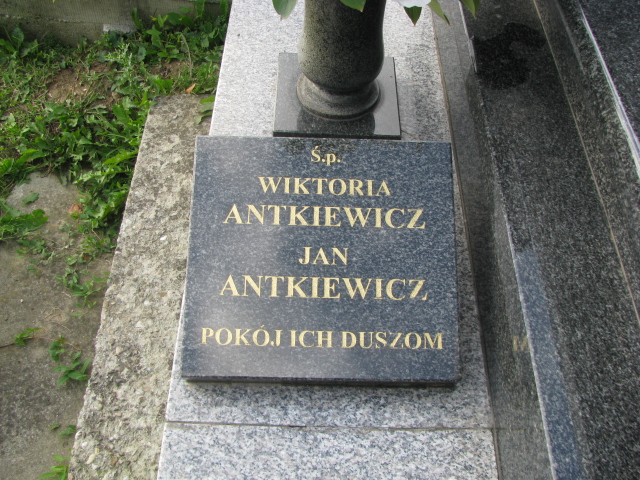 Ś.p.
WIKTORIA
ANTKIEWICZ
JAN
ANTKIEWICZ
POKÓJ ICH DUSZOM